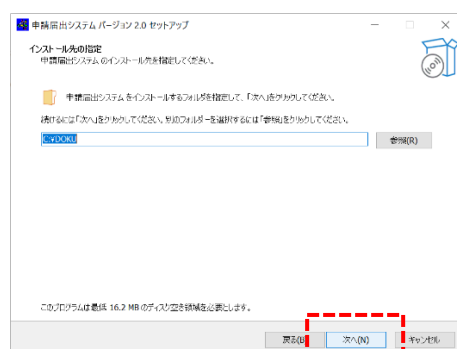 申請届出システム バージョン 2.0 セットアップ
インストール先の指定
申請届出システム のインストール先を指定してください。
申請届出システム をインストールするフォルダを指定して、「次へ」をクリックしてください。
続けるには「次へ」をクリックしてください。別のフォルダーを選択するには「参照」をクリックしてください。
C:¥DOKU
参照(R)
このプログラムは最低 16.2 MB のディスク空き領域を必要とします。
戻る(B)
次へ(N)
キャンセル